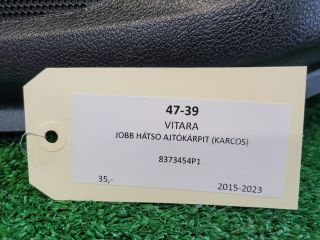 47-39
VITARA
JOBB HÁTSÓ AJTÓKÁRPIT (KARCOS)
8373454P1
35,- 2015-2023